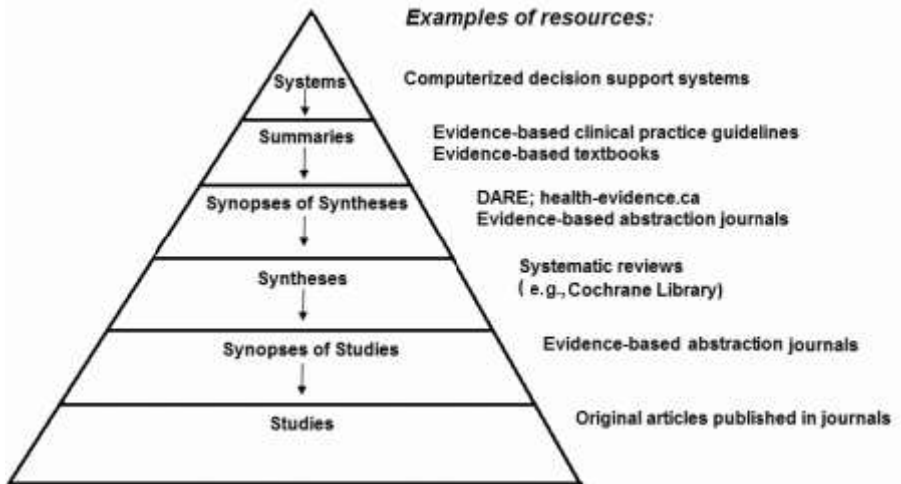 Examples of resources:
Systems
Computerized decision support systems
Summaries
Evidence-based clinical practice guidelines
Evidence-based textbooks
Synopses of Syntheses
DARE; health-evidence.ca
Evidence-based abstraction journals
Syntheses
Systematic reviews
( e.g., Cochrane Library)
Synopses of Studies
Evidence-based abstraction journals
Studies
Original articles published in journals